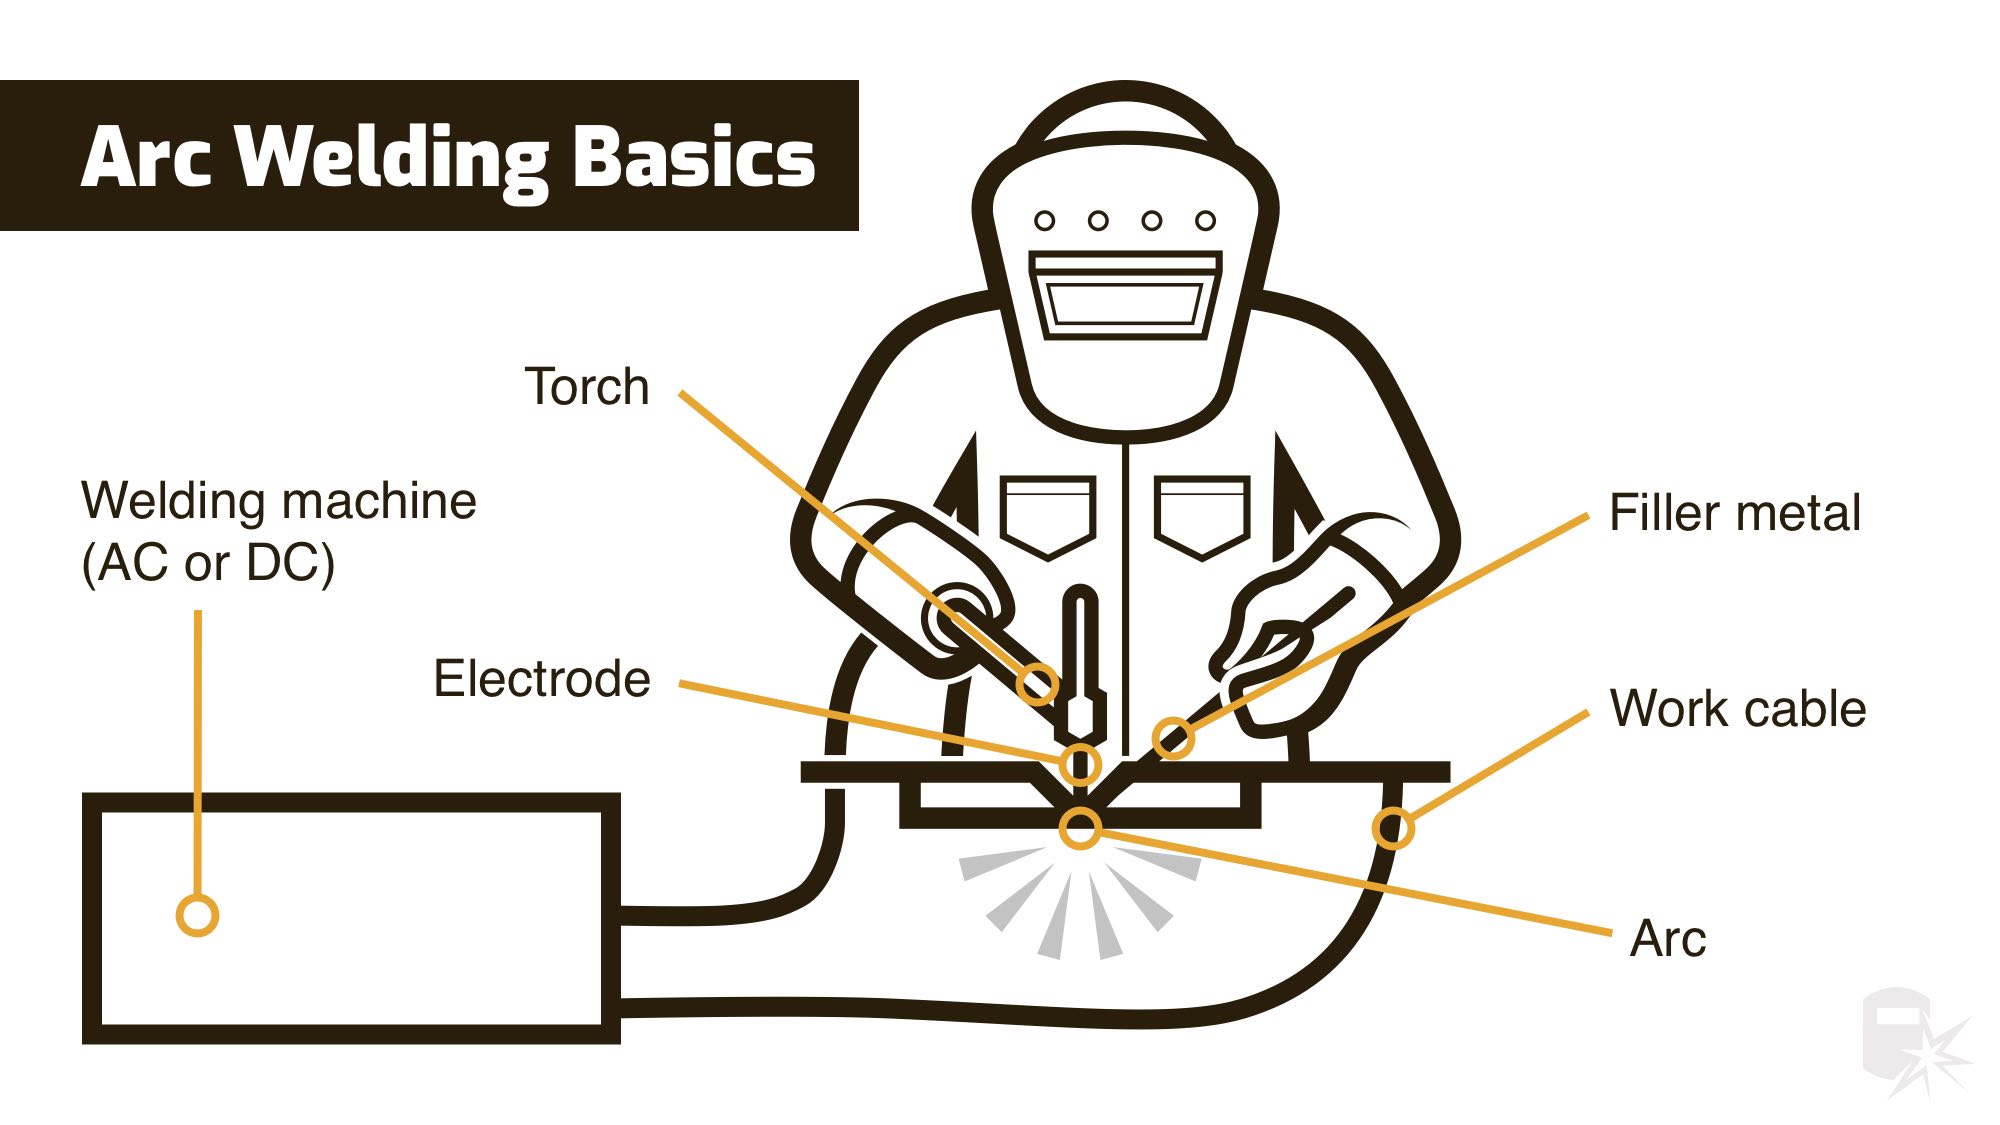 Arc Welding Basics
Torch
Welding machine
(AC or DC)
Filler metal
Electrode
Work cable
Arc